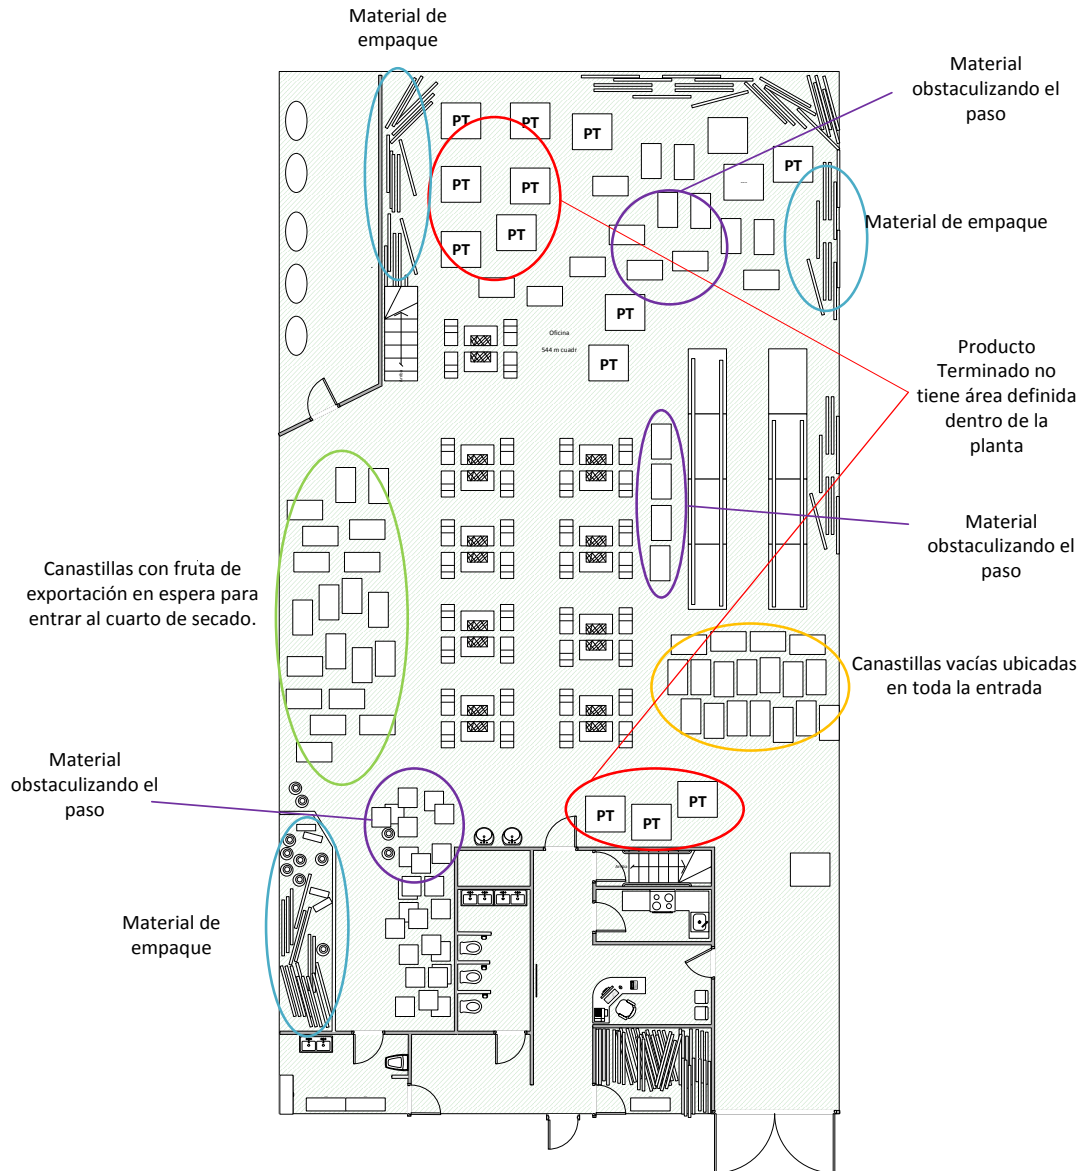 Material de
empaque
Material
obstaculizando el
paso
PT
PT
PT
PT
PT
PT
PT
PT
Material de empaque
PT
Oficina
544 m cuadr
PT
Producto
Terminado no
tiene área definida
dentro de la
planta
Material
obstaculizando el
paso
Canastillas con fruta de
exportación en espera para
entrar al cuarto de secado.
Canastillas vacías ubicadas
en toda la entrada
Material
obstaculizando el
paso
PT
PT
PT
Material de
empaque